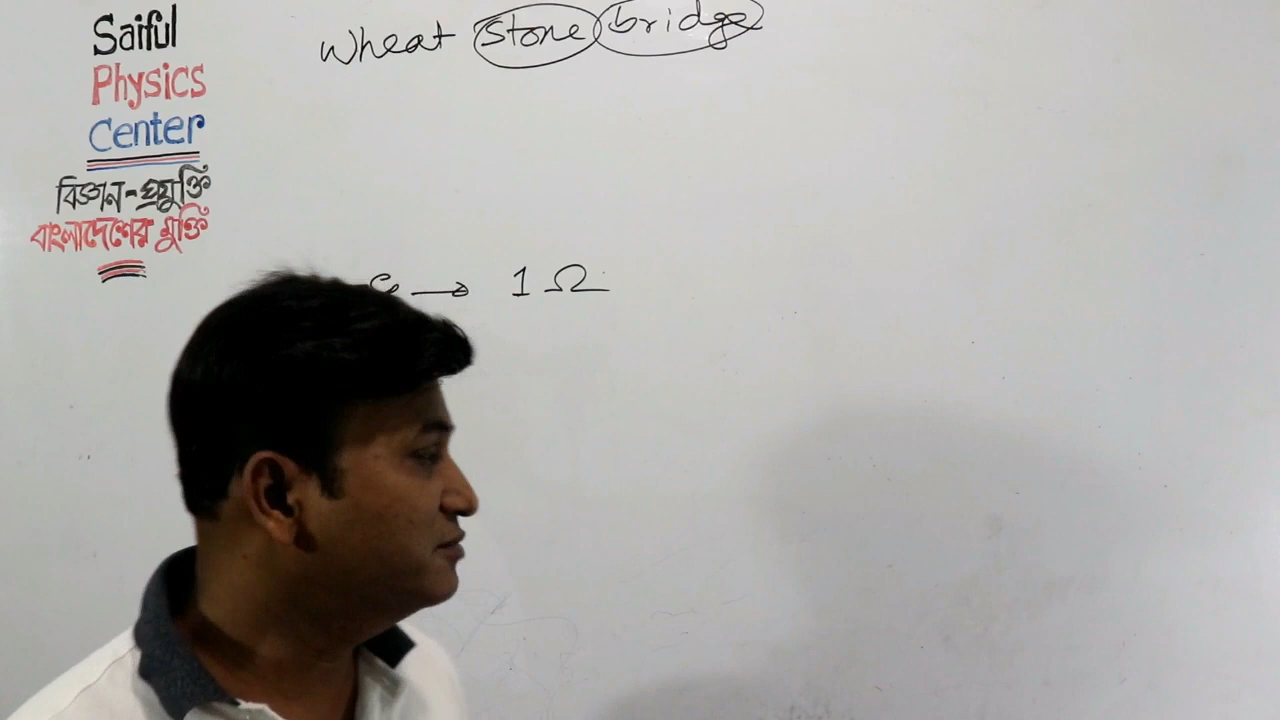 Saiful
Physics
Center
বিজ্ঞান-প্রযুক্তি
বাংলাদেশের মুক্তি
Wheat stone bridge
→ 1 Ω